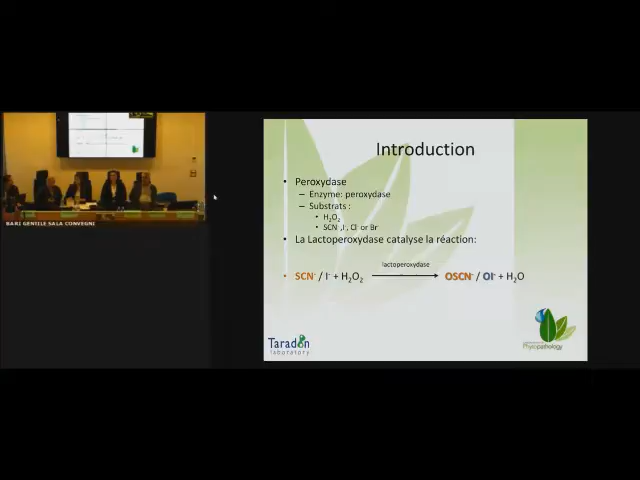 BARI GENTILE SALA CONVEGNI
Introduction
• Peroxydase
– Enzyme: peroxydase
– Substrats :
• H₂O₂
• SCN⁻, I⁻, Cl⁻ or Br
• La Lactoperoxydase catalyse la réaction:
lactoperoxydase
• SCN⁻ / I⁻ + H₂O₂ → OSCN⁻ / OI⁻ + H₂O
Taradon
laboratory
Phytopathology